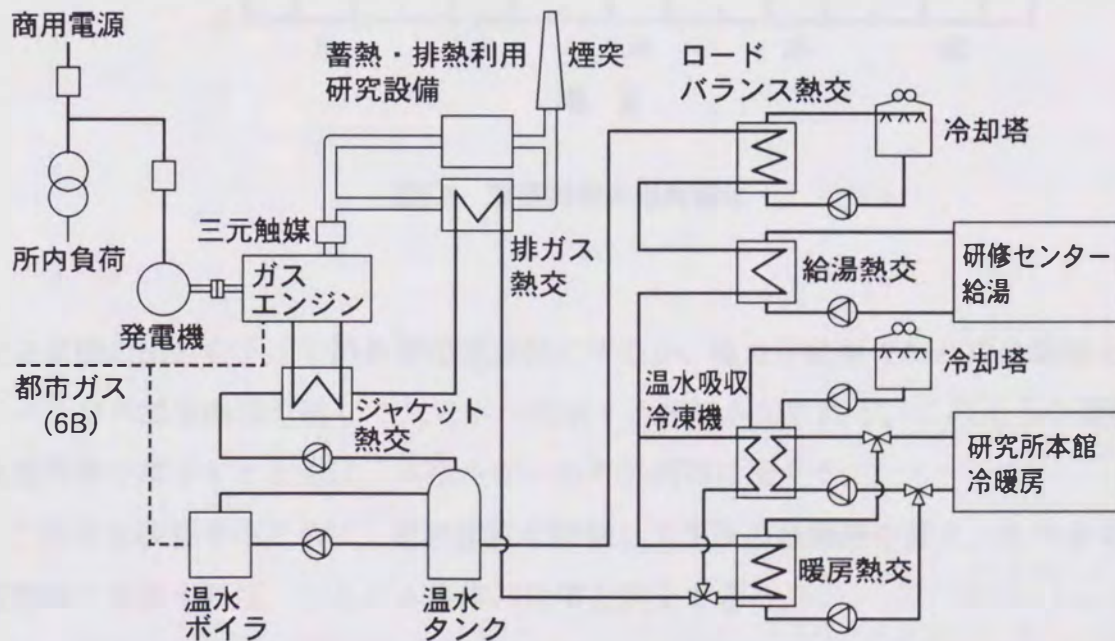 商用電源
蓄熱・排熱利用
研究設備
煙突
ロード
バランス熱交
冷却塔
三元触媒
所内負荷
ガス
エンジン
排ガス
熱交
給湯熱交
研修センター
給湯
発電機
冷却塔
都市ガス
(6B)
ジャケット
熱交
温水吸収
冷凍機
研究所本館
冷暖房
暖房熱交
温水
ボイラ
温水
タンク